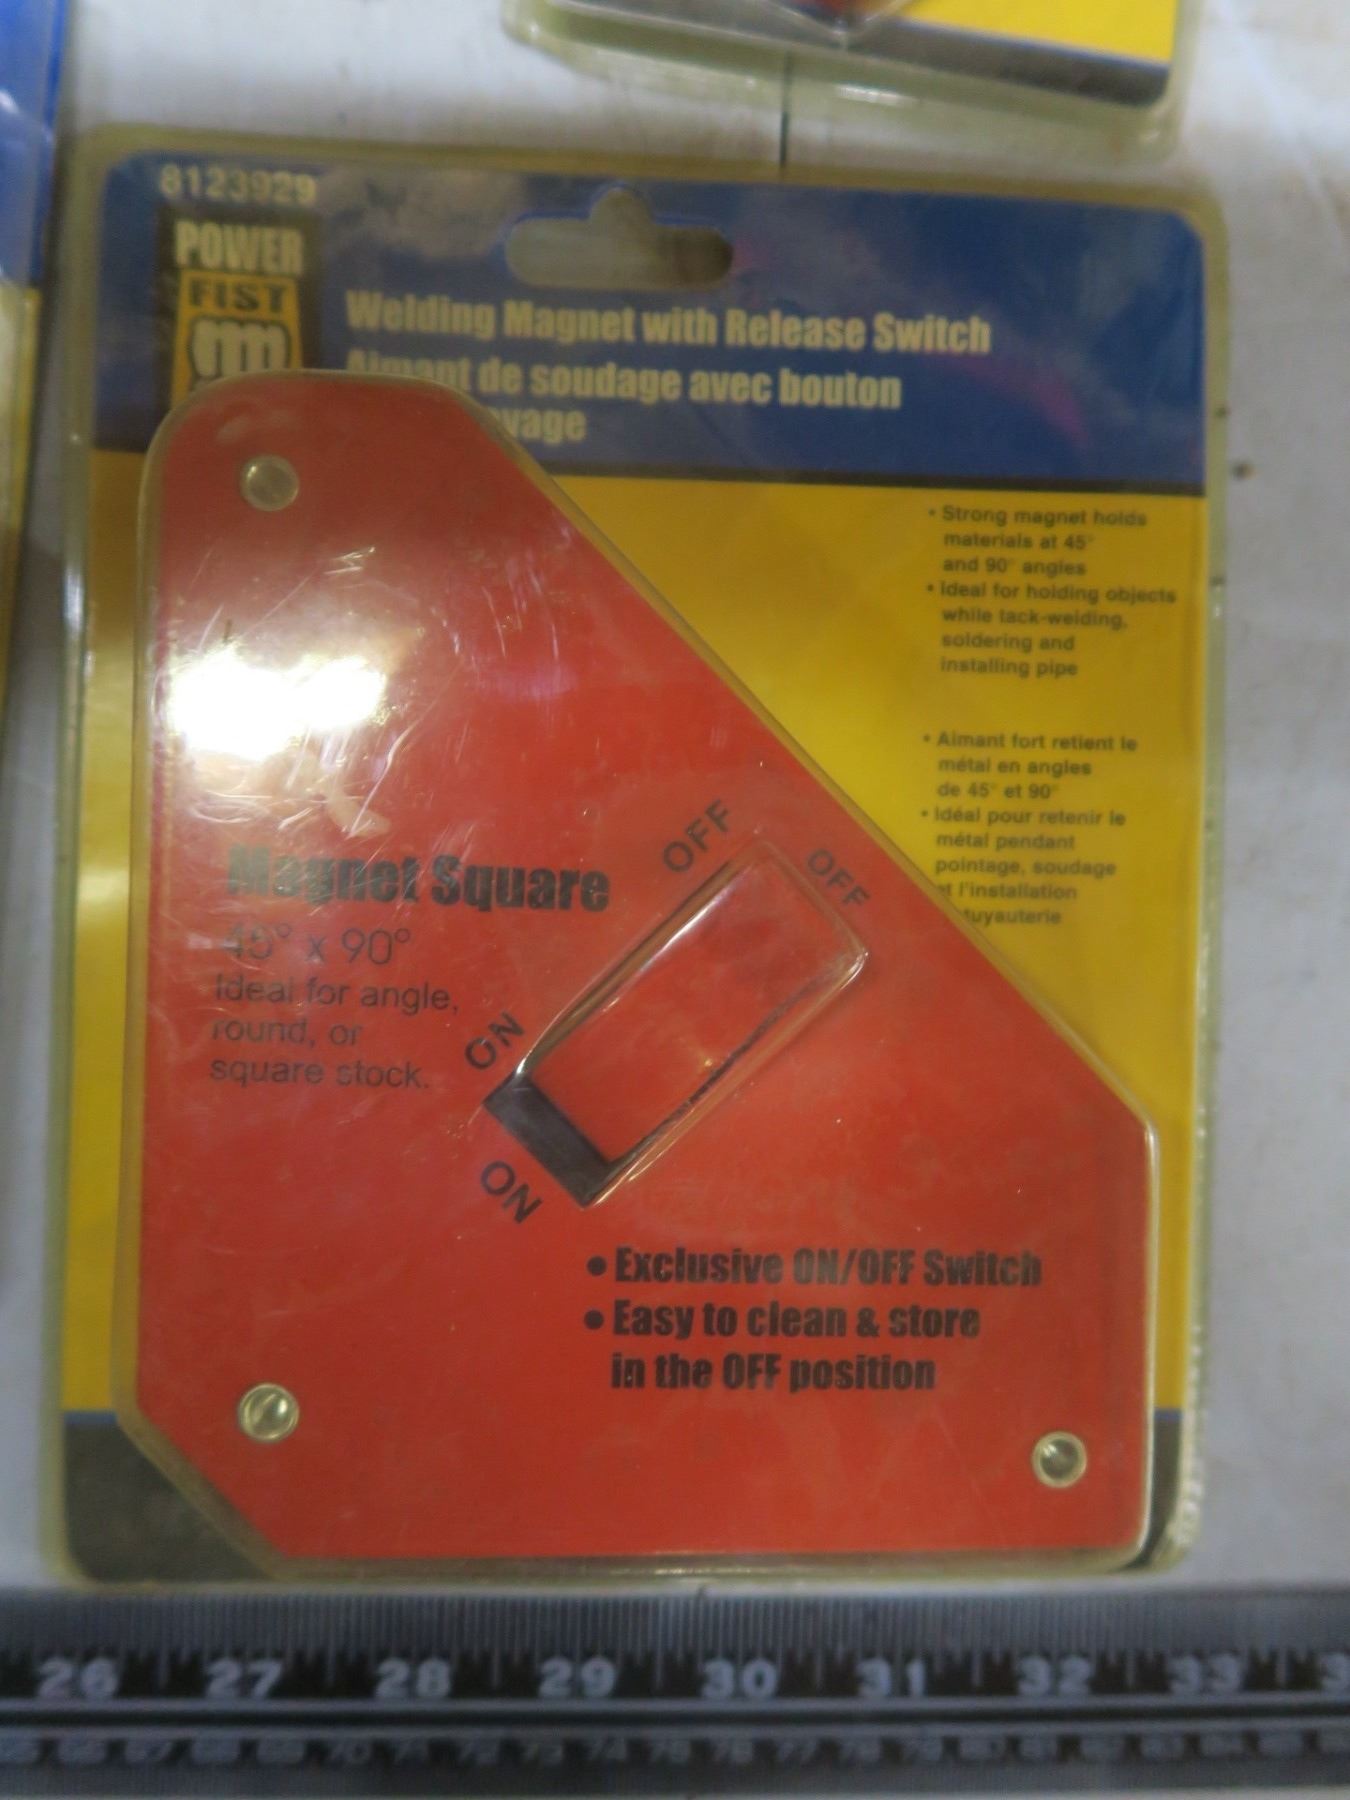 8123929
POWER
FIST
Welding Magnet with Release Switch
Aimant de soudage avec bouton
• Strong magnet holds
materials at 45°
and 90° angles
• Ideal for holding objects
while tack-welding,
soldering and
installing pipe
• Aimant fort retient le
métal en angles
de 45° et 90°
• Idéal pour retenir le
métal pendant
pointage, soudage
et l'installation
tuyauterie
Magnet Square
45° x 90°
Ideal for angle,
round, or
square stock.
OFF
OFF
ON
ON
• Exclusive ON/OFF Switch
• Easy to clean & store
in the OFF position
26 27 28 29 30 31 32 33